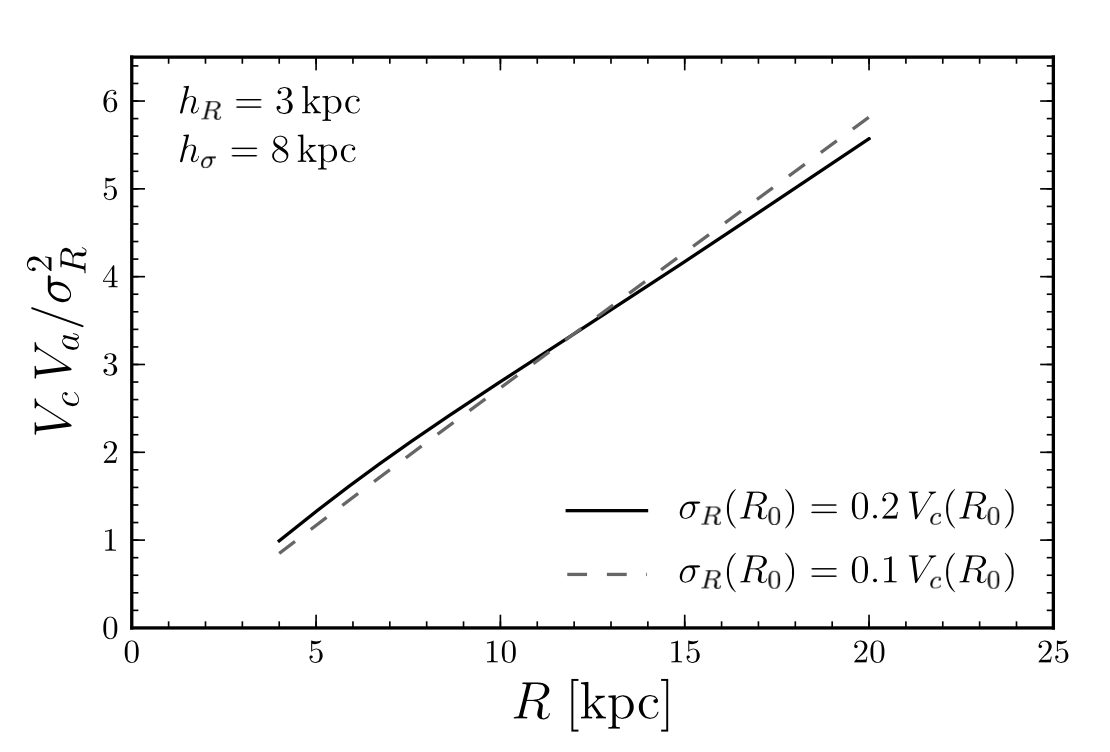 h_R = 3 kpc
h_σ = 8 kpc
6
5
4
3
2
1
0
V_c V_a/σ_R^2
σ_R(R_0) = 0.2 V_c(R_0)
σ_R(R_0) = 0.1 V_c(R_0)
0 5 10 15 20 25
R [kpc]